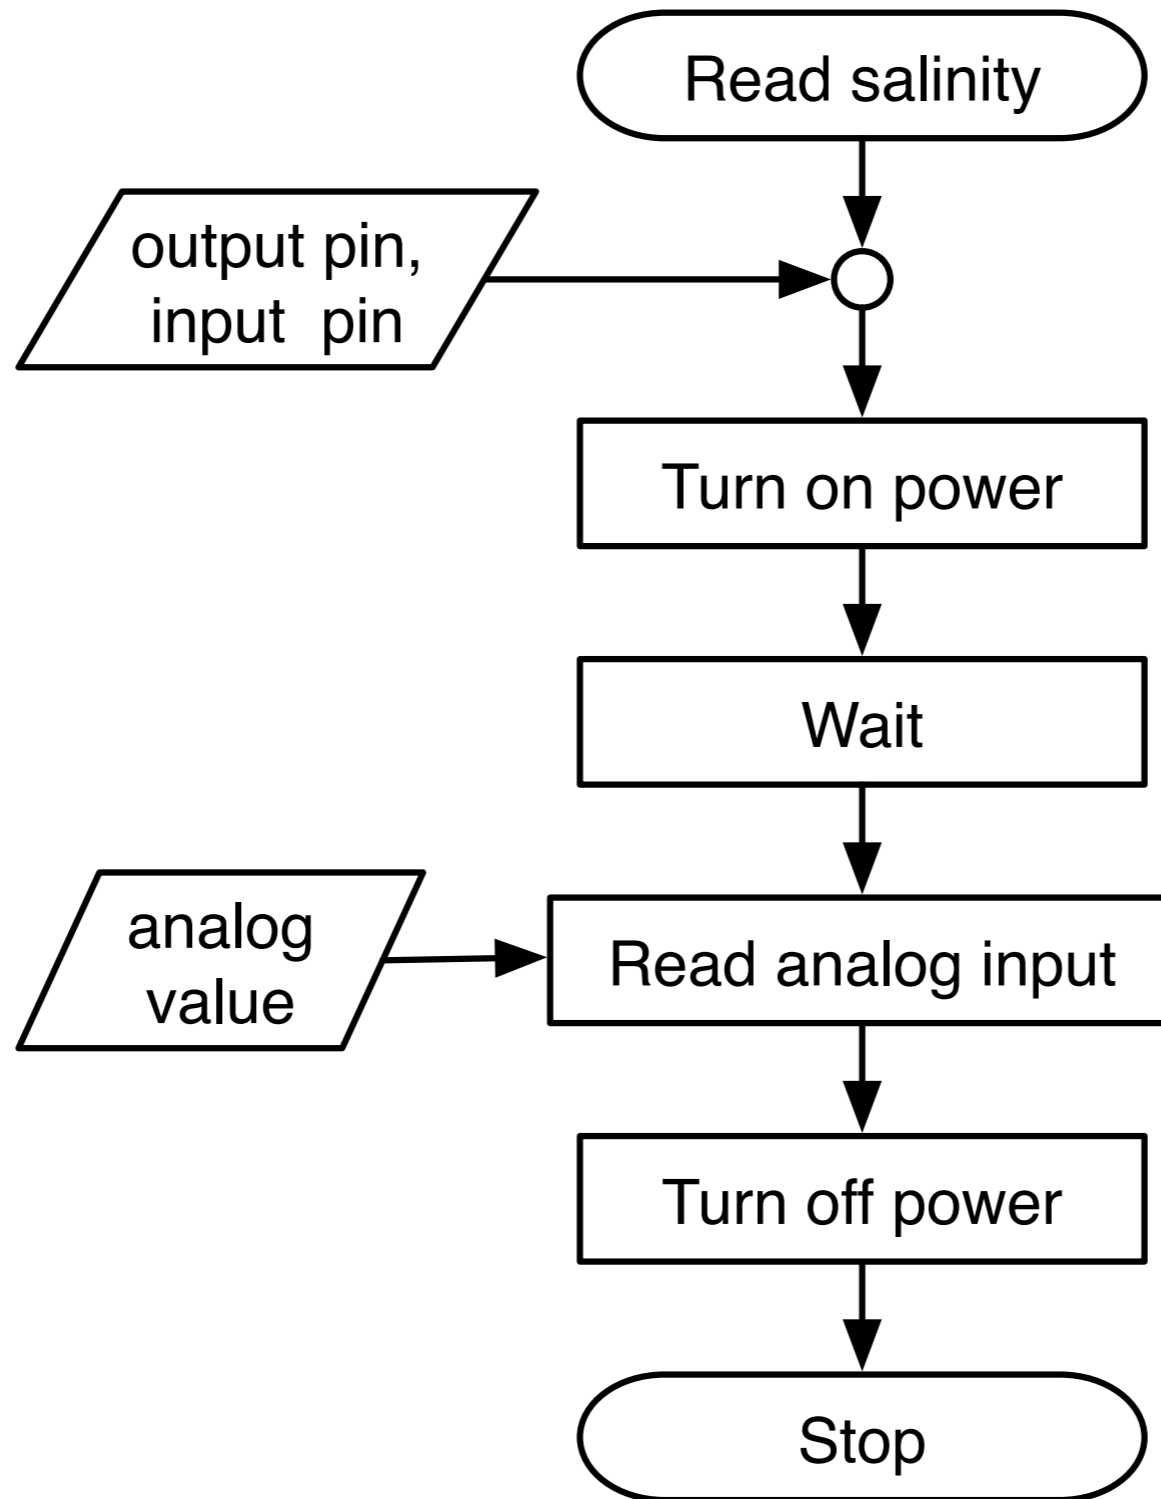 Read salinity
output pin,
input  pin
Turn on power
Wait
analog
value
Read analog input
Turn off power
Stop